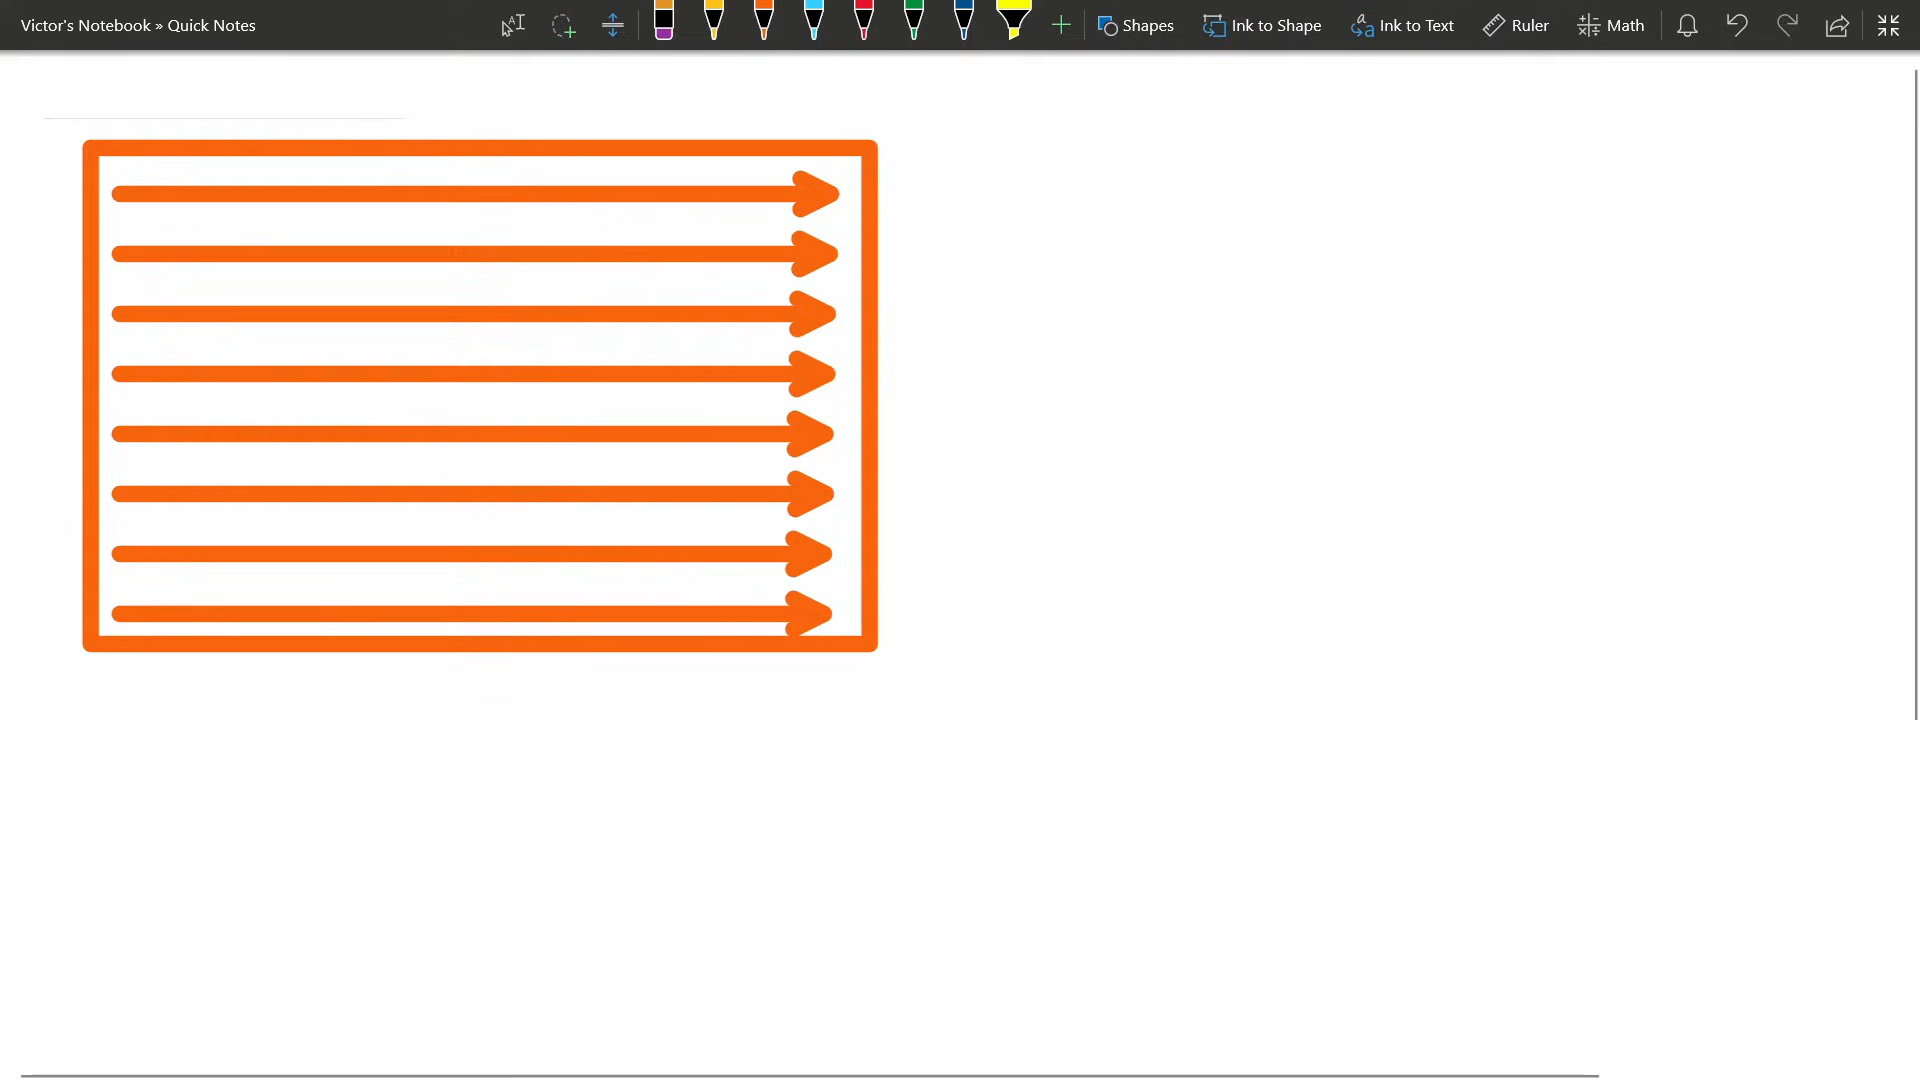 Victor's Notebook » Quick Notes
Shapes
Ink to Shape
Ink to Text
Ruler
Math